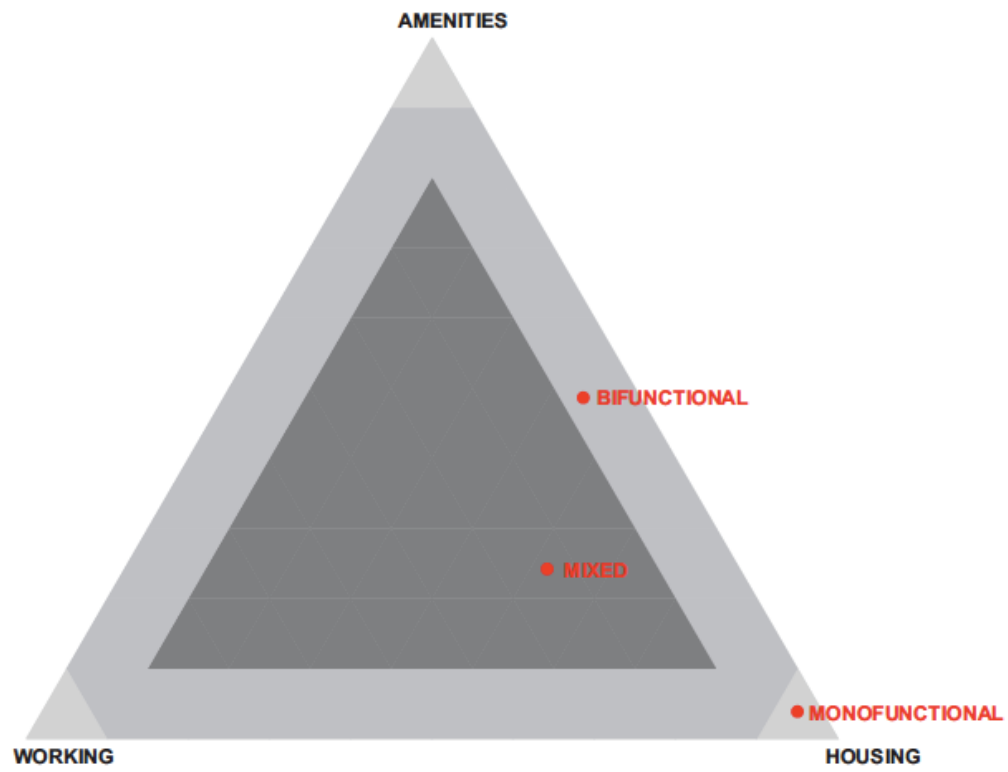 AMENITIES
BIFUNCTIONAL
MIXED
MONOFUNCTIONAL
WORKING
HOUSING